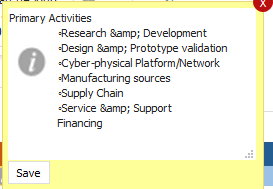 X
Primary Activities
▫Research &amp; Development
▫Design &amp; Prototype validation
▫Cyber-physical Platform/Network
▫Manufacturing sources
▫Supply Chain
▫Service &amp; Support
Financing
Save